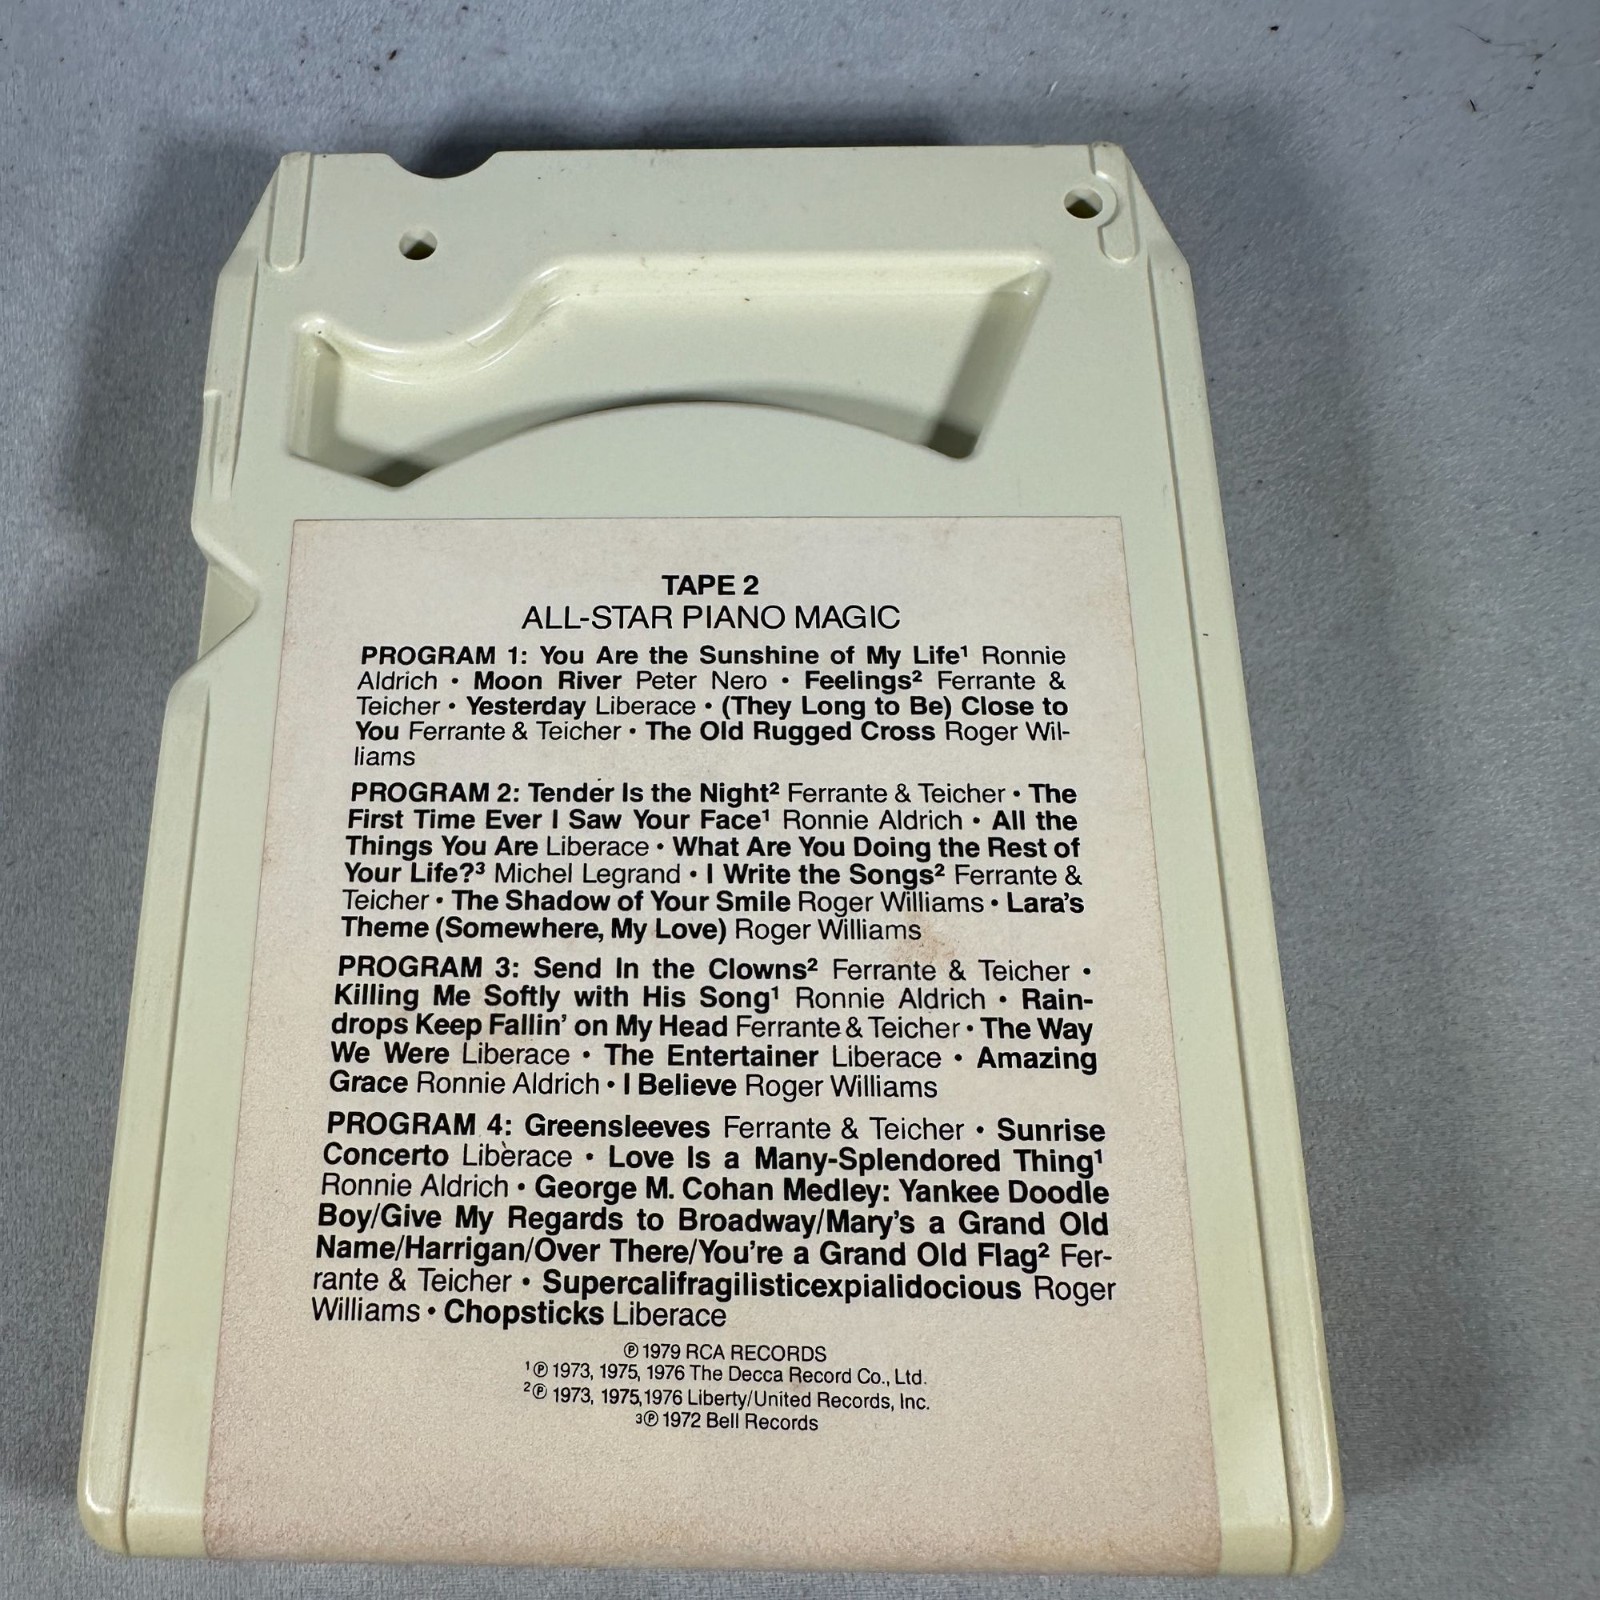 TAPE 2
ALL-STAR PIANO MAGIC
PROGRAM 1: You Are the Sunshine of My Life¹ Ronnie
Aldrich • Moon River Peter Nero • Feelings² Ferrante &
Teicher • Yesterday Liberace • (They Long to Be) Close to
You Ferrante & Teicher • The Old Rugged Cross Roger Wil-
liams
PROGRAM 2: Tender Is the Night² Ferrante & Teicher • The
First Time Ever I Saw Your Face¹ Ronnie Aldrich • All the
Things You Are Liberace • What Are You Doing the Rest of
Your Life?³ Michel Legrand • I Write the Songs² Ferrante &
Teicher • The Shadow of Your Smile Roger Williams • Lara's
Theme (Somewhere, My Love) Roger Williams
PROGRAM 3: Send In the Clowns² Ferrante & Teicher •
Killing Me Softly with His Song¹ Ronnie Aldrich • Rain-
drops Keep Fallin' on My Head Ferrante & Teicher • The Way
We Were Liberace • The Entertainer Liberace • Amazing
Grace Ronnie Aldrich • I Believe Roger Williams
PROGRAM 4: Greensleeves Ferrante & Teicher • Sunrise
Concerto Liberace • Love Is a Many-Splendored Thing¹
Ronnie Aldrich • George M. Cohan Medley: Yankee Doodle
Boy/Give My Regards to Broadway/Mary's a Grand Old
Name/Harrigan/Over There/You're a Grand Old Flag² Fer-
rante & Teicher • Supercalifragilisticexpialidocious Roger
Williams • Chopsticks Liberace
℗ 1979 RCA RECORDS
¹℗ 1973, 1975, 1976 The Decca Record Co., Ltd.
²℗ 1973, 1975, 1976 Liberty/United Records, Inc.
³℗ 1972 Bell Records